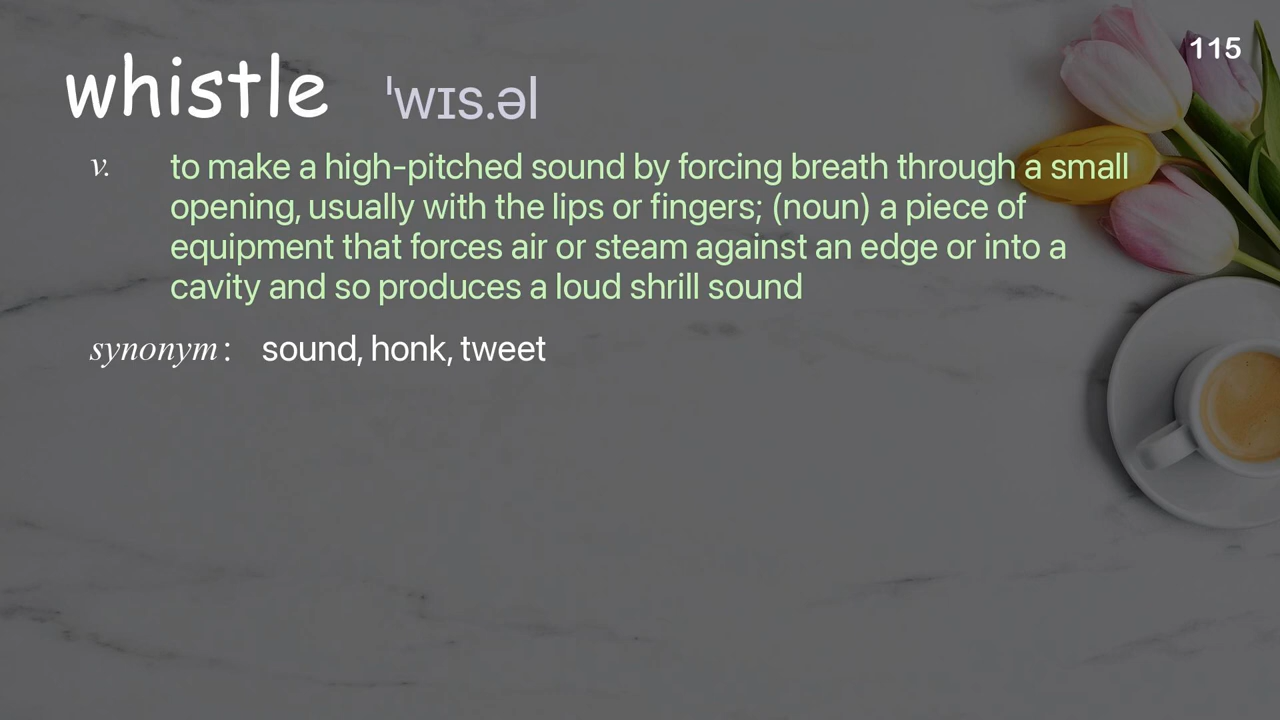 115
whistle ˈwɪs.əl
v. to make a high-pitched sound by forcing breath through a small
opening, usually with the lips or fingers; (noun) a piece of
equipment that forces air or steam against an edge or into a
cavity and so produces a loud shrill sound
synonym: sound, honk, tweet